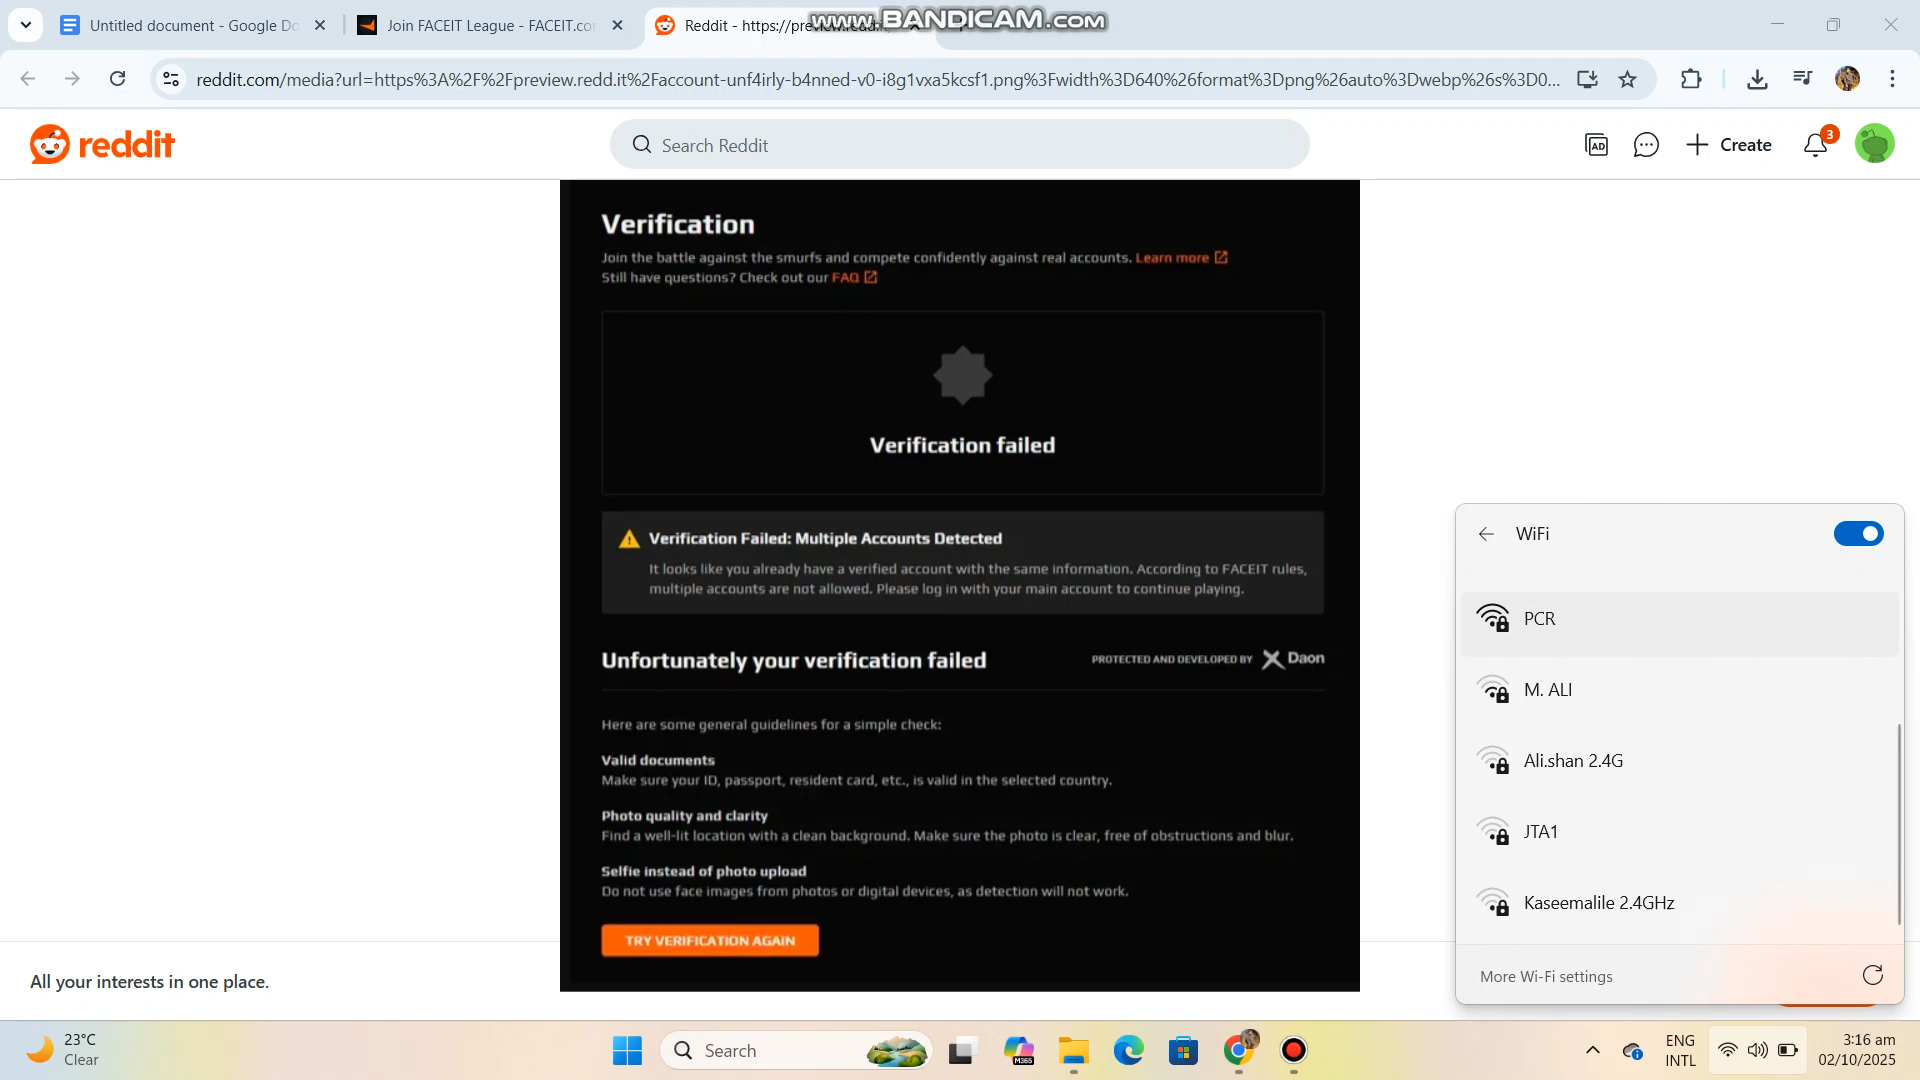 Untitled document - Google Do
Join FACEIT League - FACEIT.co
Reddit - https://preview.redd.i
WWW.BANDICAM.COM
reddit.com/media?url=https%3A%2F%2Fpreview.redd.it%2Faccount-unf4irly-b4nned-v0-i8g1vxa5kcsf1.png%3Fwidth%3D640%26format%3Dpng%26auto%3Dwebp%26s%3D0...
reddit
Search Reddit
AD
Create
3
Verification
Join the battle against the smurfs and compete confidently against real accounts. Learn more
Still have questions? Check out our FAQ
Verification failed
Verification Failed: Multiple Accounts Detected
It looks like you already have a verified account with the same information. According to FACEIT rules,
multiple accounts are not allowed. Please log in with your main account to continue playing.
Unfortunately your verification failed
PROTECTED AND DEVELOPED BY Daon
Here are some general guidelines for a simple check:
Valid documents
Make sure your ID, passport, resident card, etc., is valid in the selected country.
Photo quality and clarity
Find a well-lit location with a clean background. Make sure the photo is clear, free of obstructions and blur.
Selfie instead of photo upload
Do not use face images from photos or digital devices, as detection will not work.
TRY VERIFICATION AGAIN
All your interests in one place.
WiFi
PCR
M. ALI
Ali.shan 2.4G
JTA1
Kaseemalile 2.4GHz
More Wi-Fi settings
23°C
Clear
Search
M365
ENG
INTL
3:16 am
02/10/2025